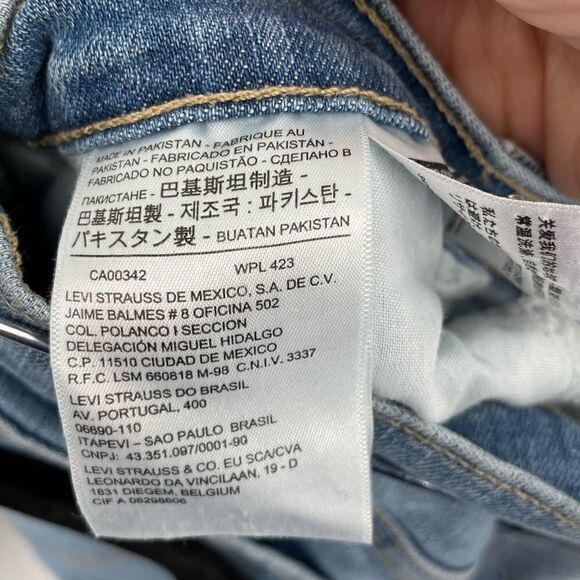 MADE IN PAKISTAN - FABRIQUE AU
PAKISTAN - FABRICADO EN PAKISTÁN -
FABRICADO NO PAQUISTÃO - СДЕЛАНО В
ПАКИСТАНЕ - 巴基斯坦制造 -
巴基斯坦製 - 제조국 : 파키스탄 -
パキスタン製 - BUATAN PAKISTAN
CA00342 WPL 423
LEVI STRAUSS DE MEXICO, S.A. DE C.V.
JAIME BALMES # 8 OFICINA 502
COL. POLANCO I SECCION
DELEGACIÓN MIGUEL HIDALGO
C.P. 11510 CIUDAD DE MEXICO
R.F.C. LSM 660818 M-98 C.N.I.V. 3337
LEVI STRAUSS DO BRASIL
AV. PORTUGAL, 400
06690-110
ITAPEVI – SAO PAULO BRASIL
CNPJ: 43.351.097/0001-90
LEVI STRAUSS & CO. EU SCA/CVA
LEONARDO DA VINCILAAN, 19 - D
1831 DIEGEM, BELGIUM
CIF A 08298606